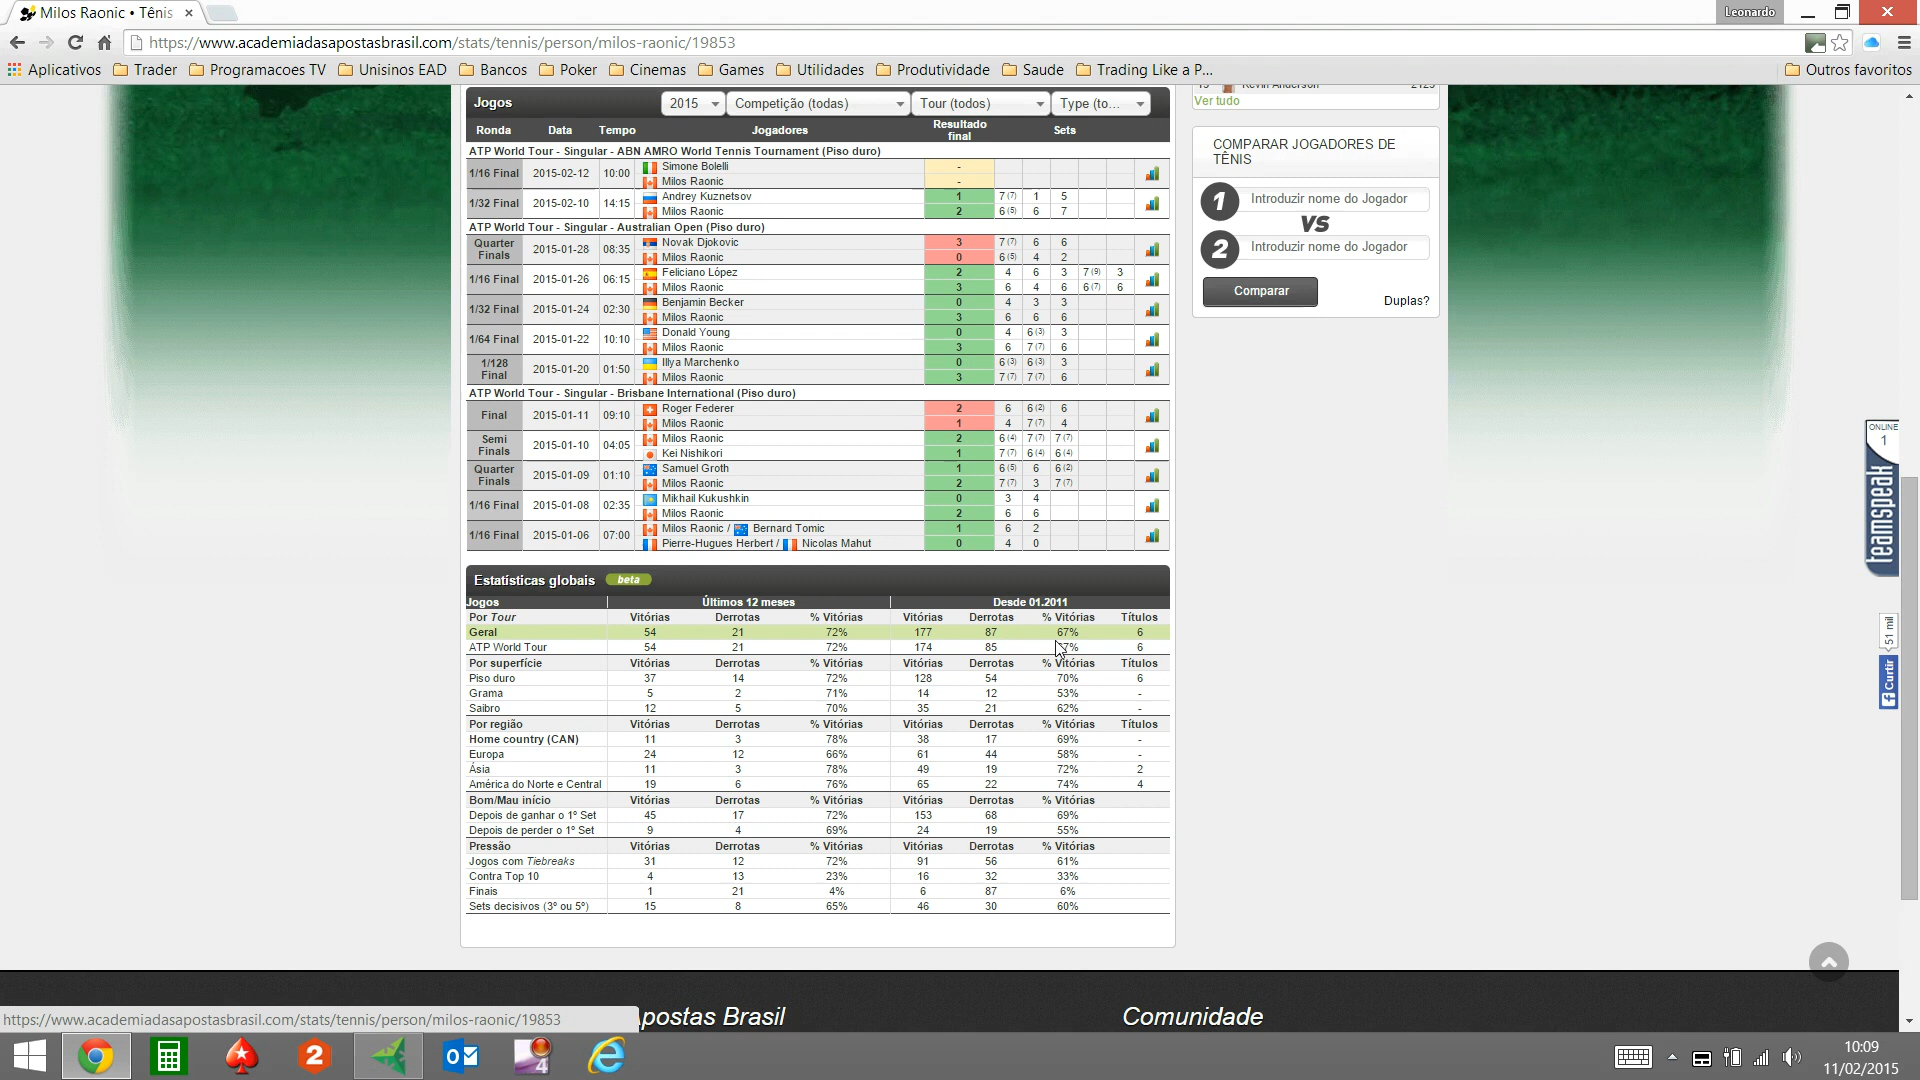 Milos Raonic • Tênis
Leonardo
https://www.academiadasapostasbrasil.com/stats/tennis/person/milos-raonic/19853
Aplicativos Trader Programacoes TV Unisinos EAD Bancos Poker Cinemas Games Utilidades Produtividade Saude Trading Like a P... Outros favoritos
Jogos 2015 Competição (todas) Tour (todos) Type (to...
Ronda Data Tempo Jogadores Resultado final Sets
ATP World Tour - Singular - ABN AMRO World Tennis Tournament (Piso duro)
1/16 Final 2015-02-12 10:00 Simone Bolelli -
Milos Raonic -
1/32 Final 2015-02-10 14:15 Andrey Kuznetsov 1 7 (7) 1 5
Milos Raonic 2 6 (5) 6 7
ATP World Tour - Singular - Australian Open (Piso duro)
Quarter Finals 2015-01-28 08:35 Novak Djokovic 3 7 (7) 6 6
Milos Raonic 0 6 (5) 4 2
1/16 Final 2015-01-26 06:15 Feliciano López 2 4 6 3 7 (9) 3
Milos Raonic 3 6 4 6 6 (7) 6
1/32 Final 2015-01-24 02:30 Benjamin Becker 0 4 3 3
Milos Raonic 3 6 6 6
1/64 Final 2015-01-22 10:10 Donald Young 0 4 6 (3) 3
Milos Raonic 3 6 7 (7) 6
1/128 Final 2015-01-20 01:50 Illya Marchenko 0 6 (3) 6 (3) 3
Milos Raonic 3 7 (7) 7 (7) 6
ATP World Tour - Singular - Brisbane International (Piso duro)
Final 2015-01-11 09:10 Roger Federer 2 6 6 (2) 6
Milos Raonic 1 4 7 (7) 4
Semi Finals 2015-01-10 04:05 Milos Raonic 2 6 (4) 7 (7) 7 (7)
Kei Nishikori 1 7 (7) 6 (4) 6 (4)
Quarter Finals 2015-01-09 01:10 Samuel Groth 1 6 (5) 6 6 (2)
Milos Raonic 2 7 (7) 3 7 (7)
1/16 Final 2015-01-08 02:35 Mikhail Kukushkin 0 3 4
Milos Raonic 2 6 6
1/16 Final 2015-01-06 07:00 Milos Raonic / Bernard Tomic 1 6 2
Pierre-Hugues Herbert / Nicolas Mahut 0 4 0
Estatísticas globais beta
Jogos Últimos 12 meses Desde 01.2011
Por Tour Vitórias Derrotas % Vitórias Vitórias Derrotas % Vitórias Títulos
Geral 54 21 72% 177 87 67% 6
ATP World Tour 54 21 72% 174 85 6
Por superfície Vitórias Derrotas % Vitórias Vitórias Derrotas % Vitórias Títulos
Piso duro 37 14 72% 128 54 70% 6
Grama 5 2 71% 14 12 53% -
Saibro 12 5 70% 35 21 62% -
Por região Vitórias Derrotas % Vitórias Vitórias Derrotas % Vitórias Títulos
Home country (CAN) 11 3 78% 38 17 69% -
Europa 24 12 66% 61 44 58% -
Ásia 11 3 78% 49 19 72% 2
América do Norte e Central 19 6 76% 65 22 74% 4
Bom/Mau início Vitórias Derrotas % Vitórias Vitórias Derrotas % Vitórias
Depois de ganhar o 1º Set 45 17 72% 153 68 69%
Depois de perder o 1º Set 9 4 69% 24 19 55%
Pressão Vitórias Derrotas % Vitórias Vitórias Derrotas % Vitórias
Jogos com Tiebreaks 31 12 72% 91 56 61%
Contra Top 10 4 13 23% 16 32 33%
Finais 1 21 4% 6 87 6%
Sets decisivos (3º ou 5º) 15 8 65% 46 30 60%
Ver tudo
COMPARAR JOGADORES DE TÊNIS
1 Introduzir nome do Jogador
VS
2 Introduzir nome do Jogador
Comparar
Duplas?
ONLINE
1
teamspeak
51 mil
Curtir
https://www.academiadasapostasbrasil.com/stats/tennis/person/milos-raonic/19853
postas Brasil
Comunidade
10:09
11/02/2015